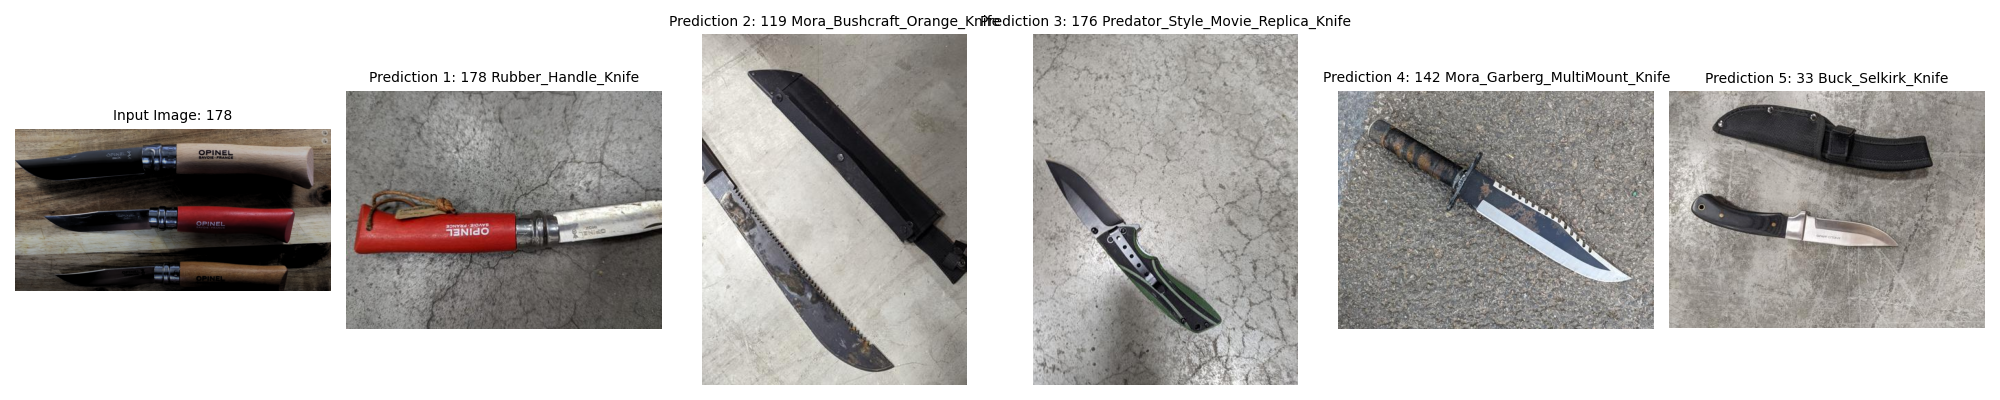 Input Image: 178
OPINEL
SAVOIE - FRANCE
OPINEL
OPINEL
Prediction 1: 178 Rubber_Handle_Knife
OPINEL
SAVOIE - FRANCE
Prediction 2: 119 Mora_Bushcraft_Orange_Knife
Prediction 3: 176 Predator_Style_Movie_Replica_Knife
Prediction 4: 142 Mora_Garberg_MultiMount_Knife
Prediction 5: 33 Buck_Selkirk_Knife